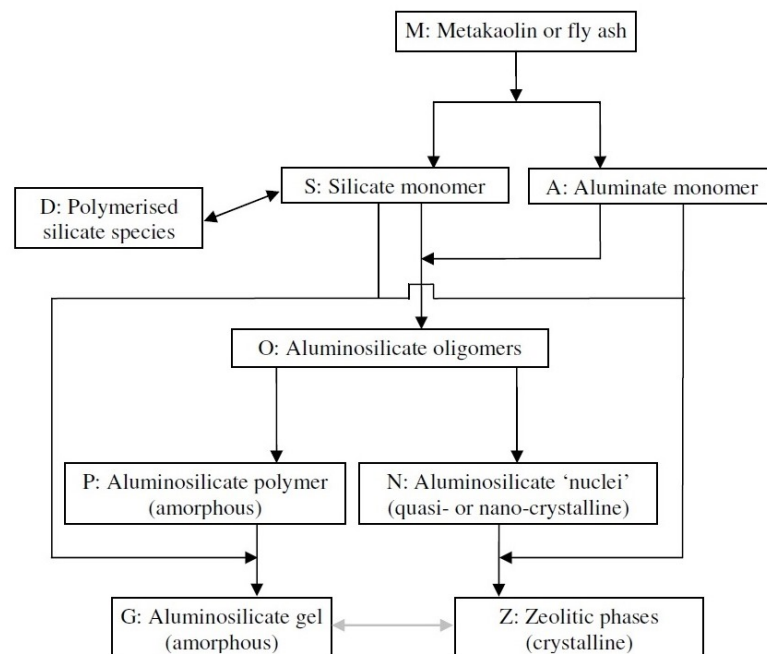 M: Metakaolin or fly ash
S: Silicate monomer
A: Aluminate monomer
D: Polymerised
silicate species
O: Aluminosilicate oligomers
P: Aluminosilicate polymer
(amorphous)
N: Aluminosilicate ‘nuclei’
(quasi- or nano-crystalline)
G: Aluminosilicate gel
(amorphous)
Z: Zeolitic phases
(crystalline)